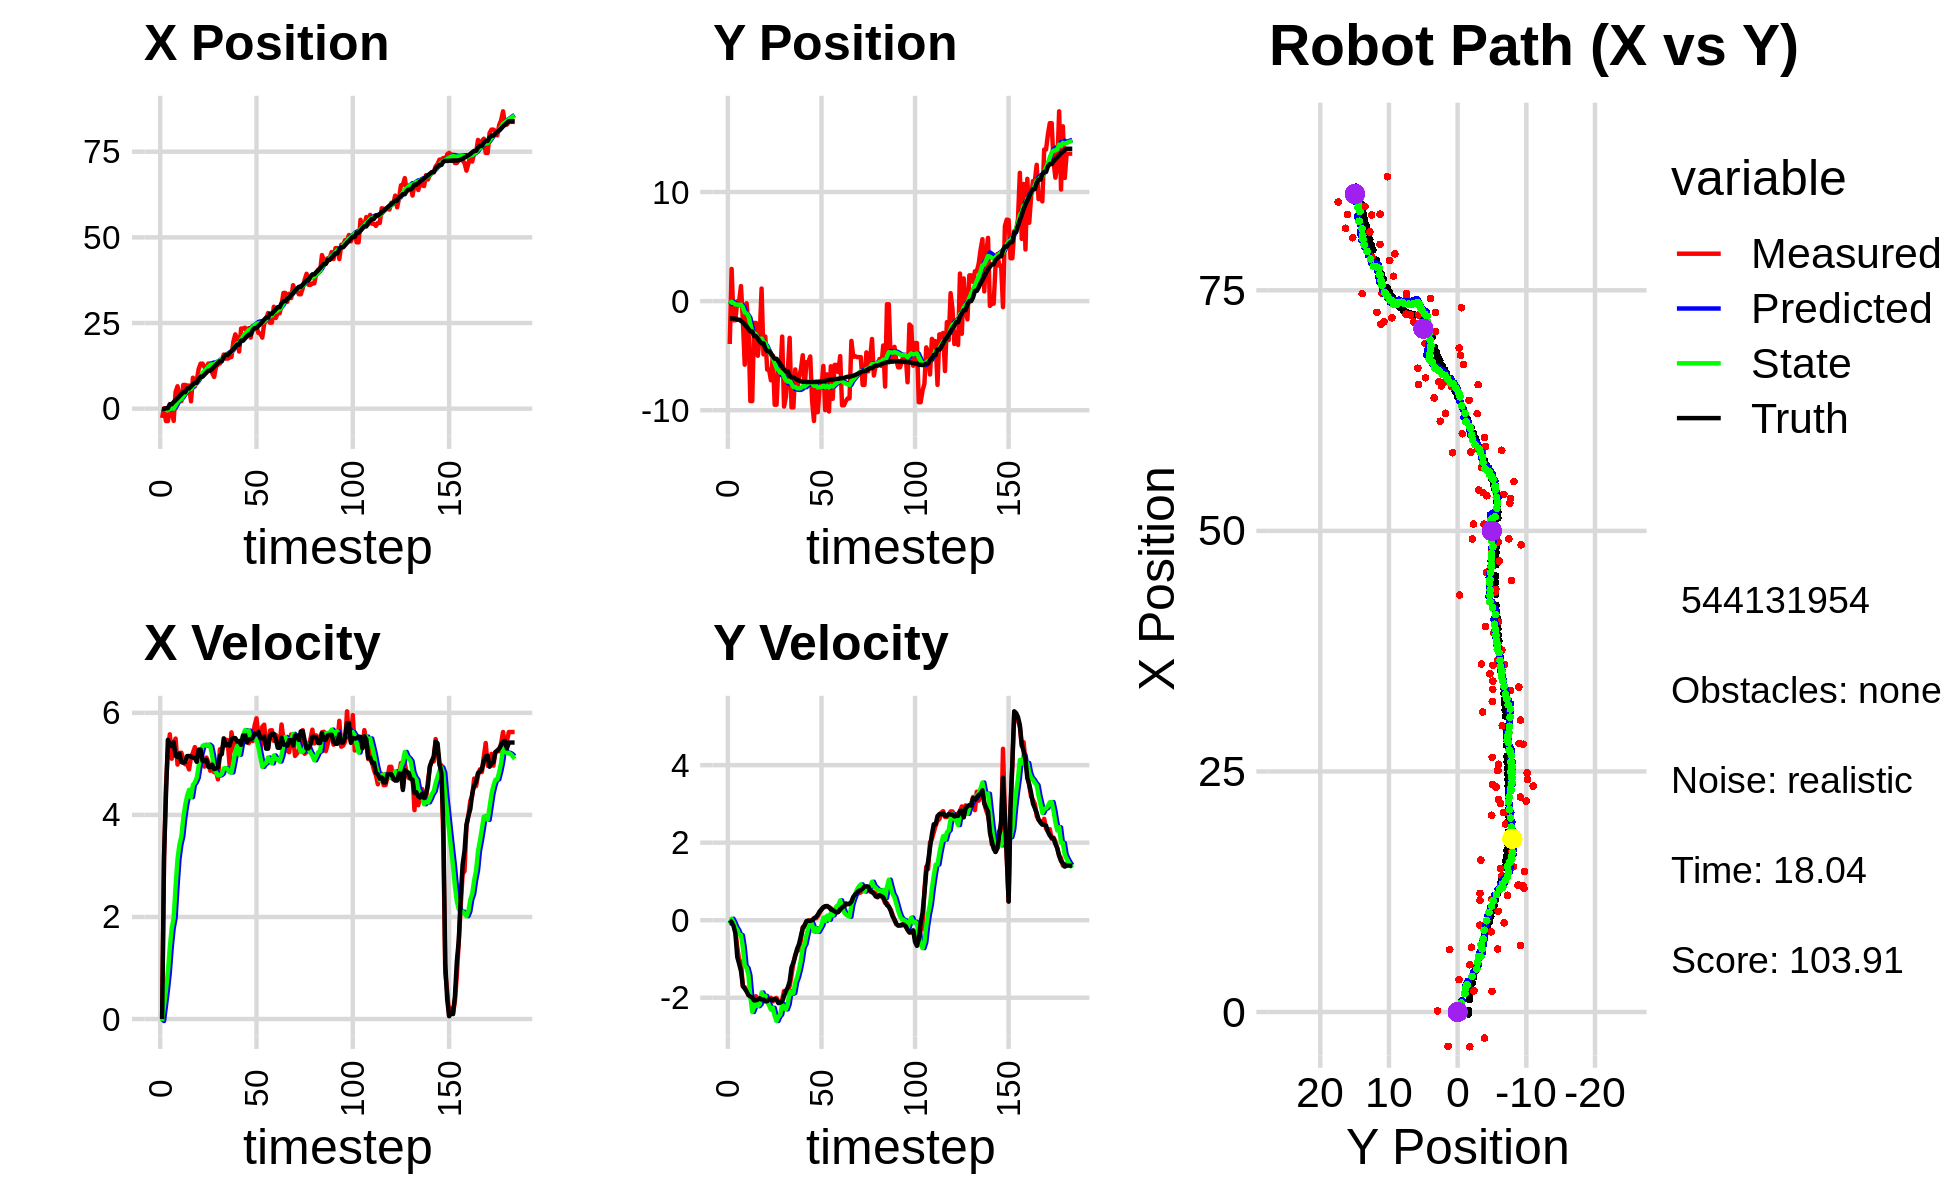 X Position
75
50
25
0
0
50
100
150
timestep
Y Position
10
0
-10
0
50
100
150
timestep
X Velocity
6
4
2
0
0
50
100
150
timestep
Y Velocity
4
2
0
-2
0
50
100
150
timestep
Robot Path (X vs Y)
X Position
75
50
25
0
20 10 0 -10 -20
Y Position
variable
Measured
Predicted
State
Truth
544131954
Obstacles: none
Noise: realistic
Time: 18.04
Score: 103.91